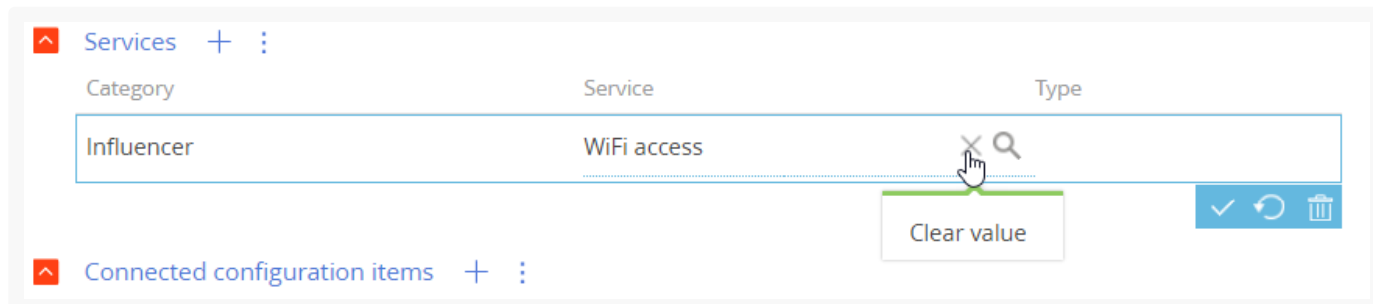 Services
Category Service Type
Influencer WiFi access
Clear value
Connected configuration items